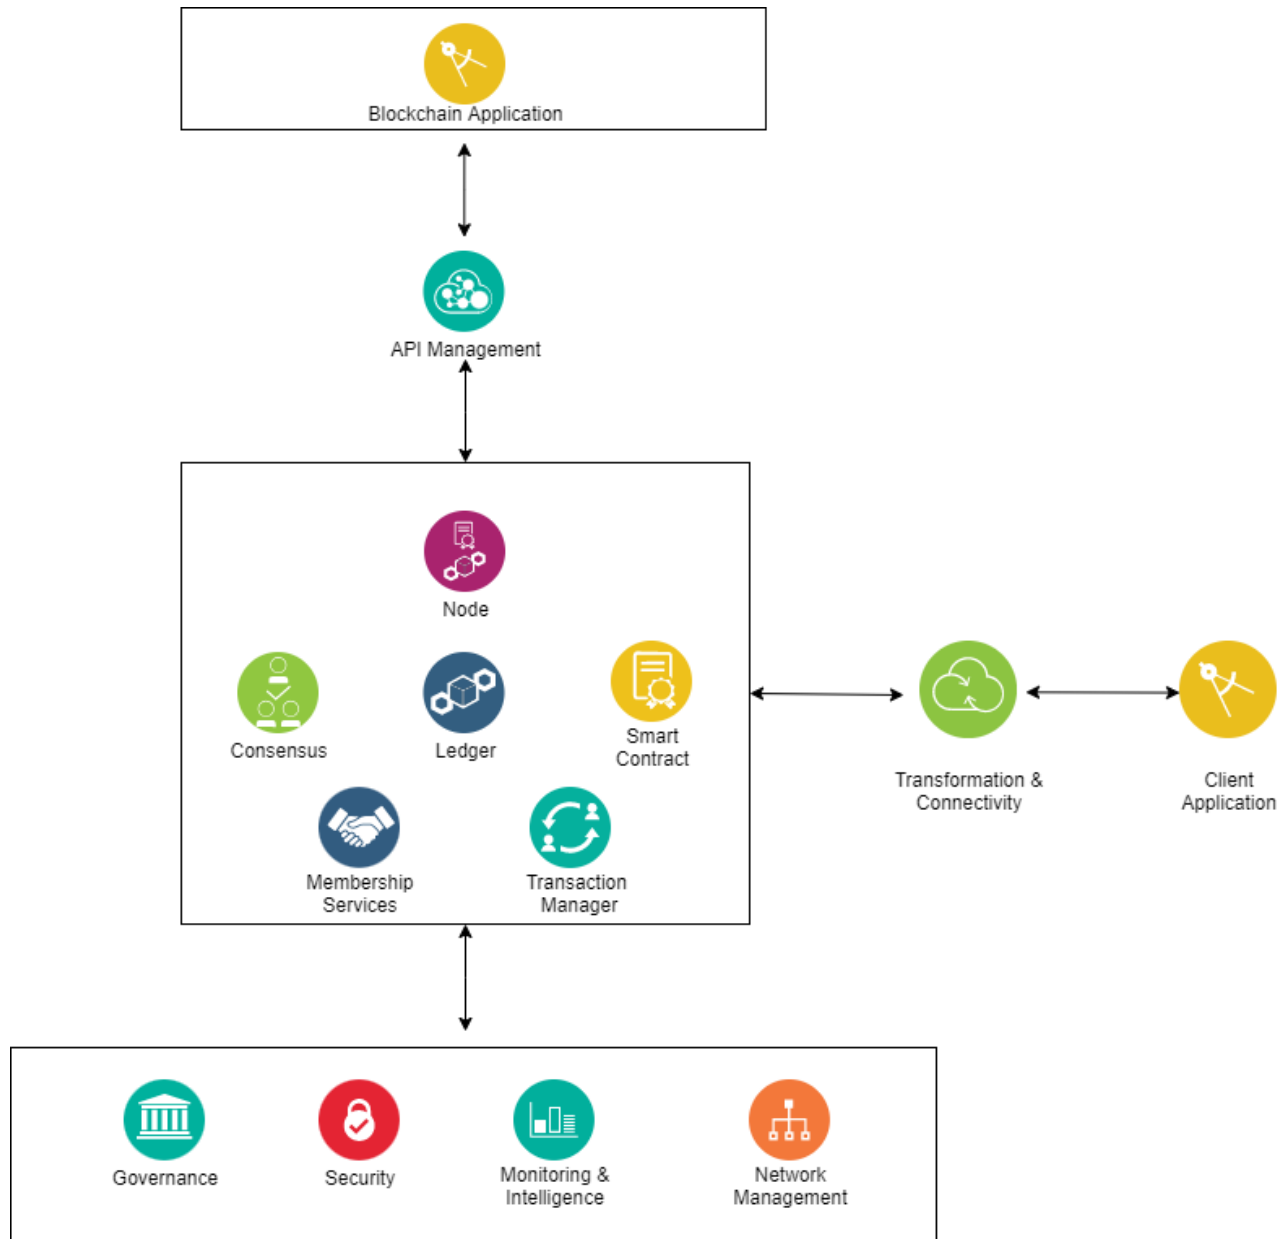 Blockchain Application
API Management
Node
Consensus
Ledger
Smart
Contract
Membership
Services
Transaction
Manager
Transformation &
Connectivity
Client
Application
Governance
Security
Monitoring &
Intelligence
Network
Management